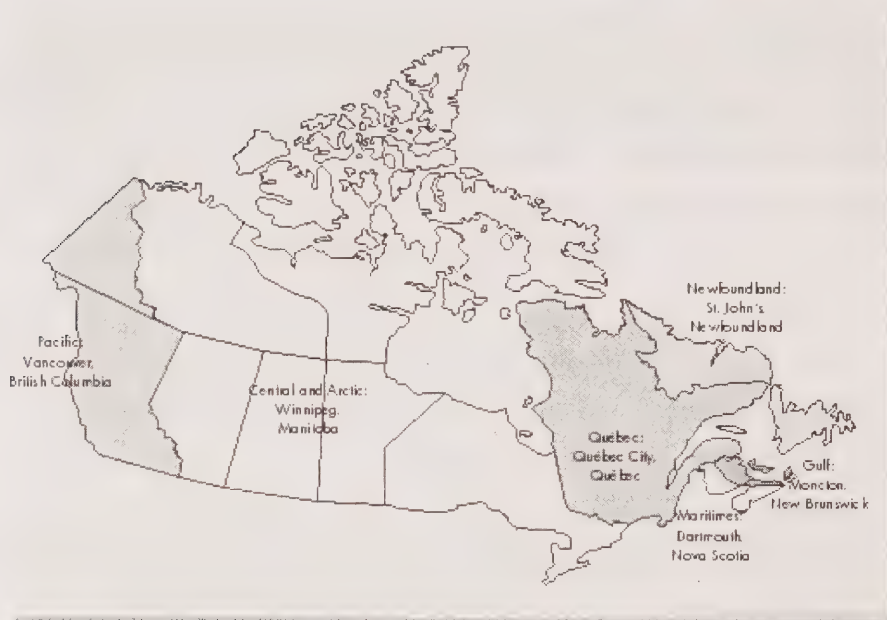 Newfoundland:
St. John's,
Newfoundland
Pacific:
Vancouver,
British Columbia
Central and Arctic:
Winnipeg,
Manitoba
Québec:
Québec City,
Québec
Gulf:
Moncton,
New Brunswick
Maritimes:
Dartmouth,
Nova Scotia